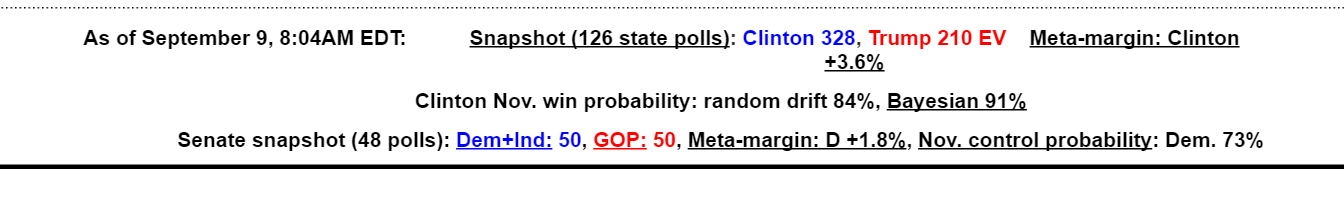 As of September 9, 8:04AM EDT: Snapshot (126 state polls): Clinton 328, Trump 210 EV Meta-margin: Clinton
+3.6%
Clinton Nov. win probability: random drift 84%, Bayesian 91%
Senate snapshot (48 polls): Dem+Ind: 50, GOP: 50, Meta-margin: D +1.8%, Nov. control probability: Dem. 73%